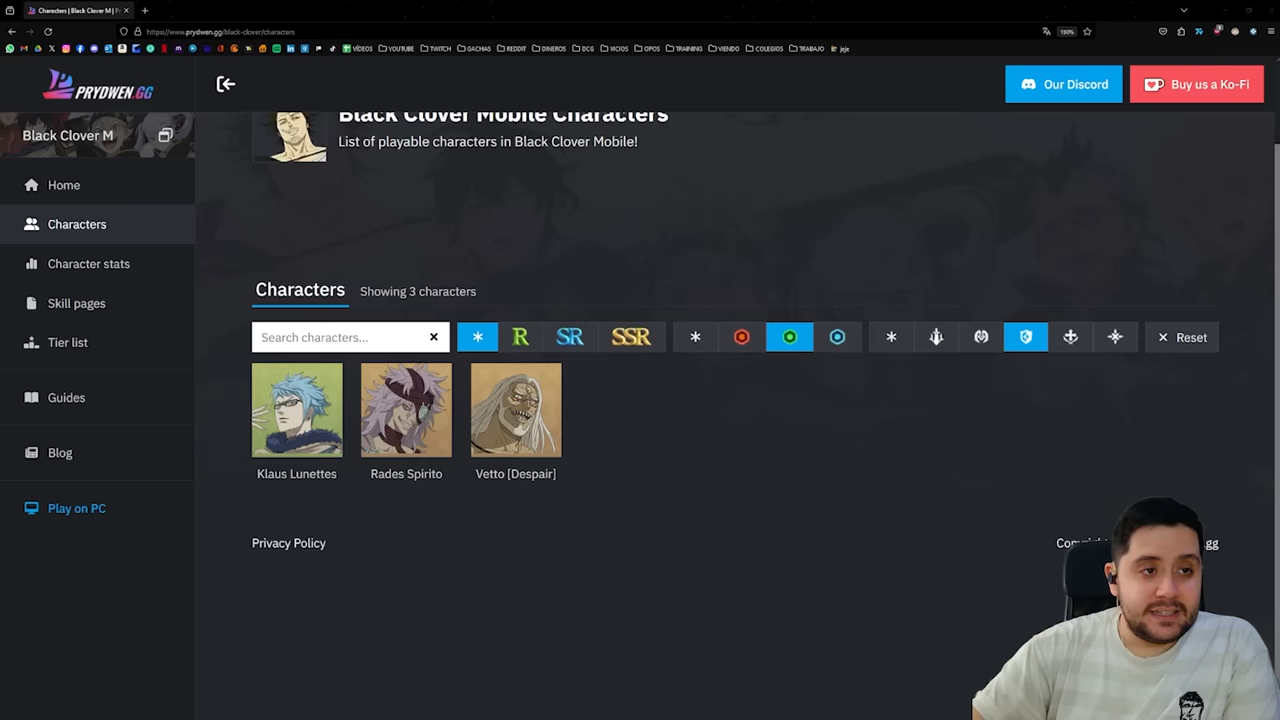 Characters | Black Clover M | P
https://www.prydwen.gg/black-clover/characters
150%
VÍDEOS
YOUTUBE
TWITCH
GACHAS
REDDIT
DINEROS
DCG
VICIOS
OPOS
TRAINING
VIENDO
COLEGIOS
TRABAJO
jeje
PRYDWEN.GG
Our Discord
Buy us a Ko-Fi
Black Clover M
Black Clover Mobile Characters
List of playable characters in Black Clover Mobile!
Home
Characters
Character stats
Skill pages
Tier list
Guides
Blog
Play on PC
Characters
Showing 3 characters
Search characters...
R
SR
SSR
Reset
Klaus Lunettes
Rades Spirito
Vetto [Despair]
Privacy Policy
gg